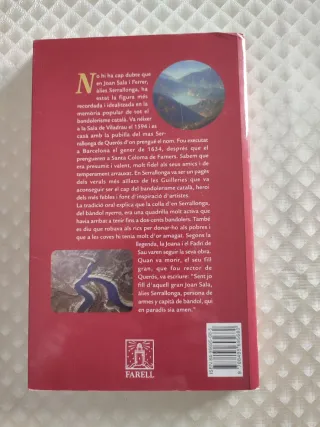 No hi ha cap dubte que
en Joan Sala i Ferrer,
àlies Serrallonga, ha
estat la figura més
recordada i idealitzada en la
memòria popular de tot el
bandolerisme català. Va néixer
a la Sala de Viladrau el 1594 i es
casà amb la pubilla del mas Ser-
rallonga de Querós d'on prengué el nom. Fou executat
a Barcelona el gener de 1634, després que el
prengueren a Santa Coloma de Farners. Sabem que
era presumit i valent, molt fidel als seus amics i de
temperament arrauxat. En Serrallonga va ser un pagès
dels veïnats més aïllats de les Guilleries que va
aconseguir ser el cap del bandolerisme català, heroi
dels més febles i font d'inspiració d'artistes.
La tradició oral explica que la colla d'en Serrallonga,
del bàndol nyerro, era una quadrilla molt activa que
havia arribat a tenir fins a dos-cents bandolers. També
es diu que robava als rics per donar-ho als pobres i
que a les coves hi tenia molt d'or amagat. Segons la
llegenda, la Joana i el Fadrí de
Sau varen seguir la seva obra.
Quan va morir, el seu fill
gran, que fou rector de
Querós, va escriure: "Sent jo
fill d'aquell gran Joan Sala,
àlies Serrallonga, persona de
armes y capità de bàndol, qui
en paradís sia amen."
FARELL